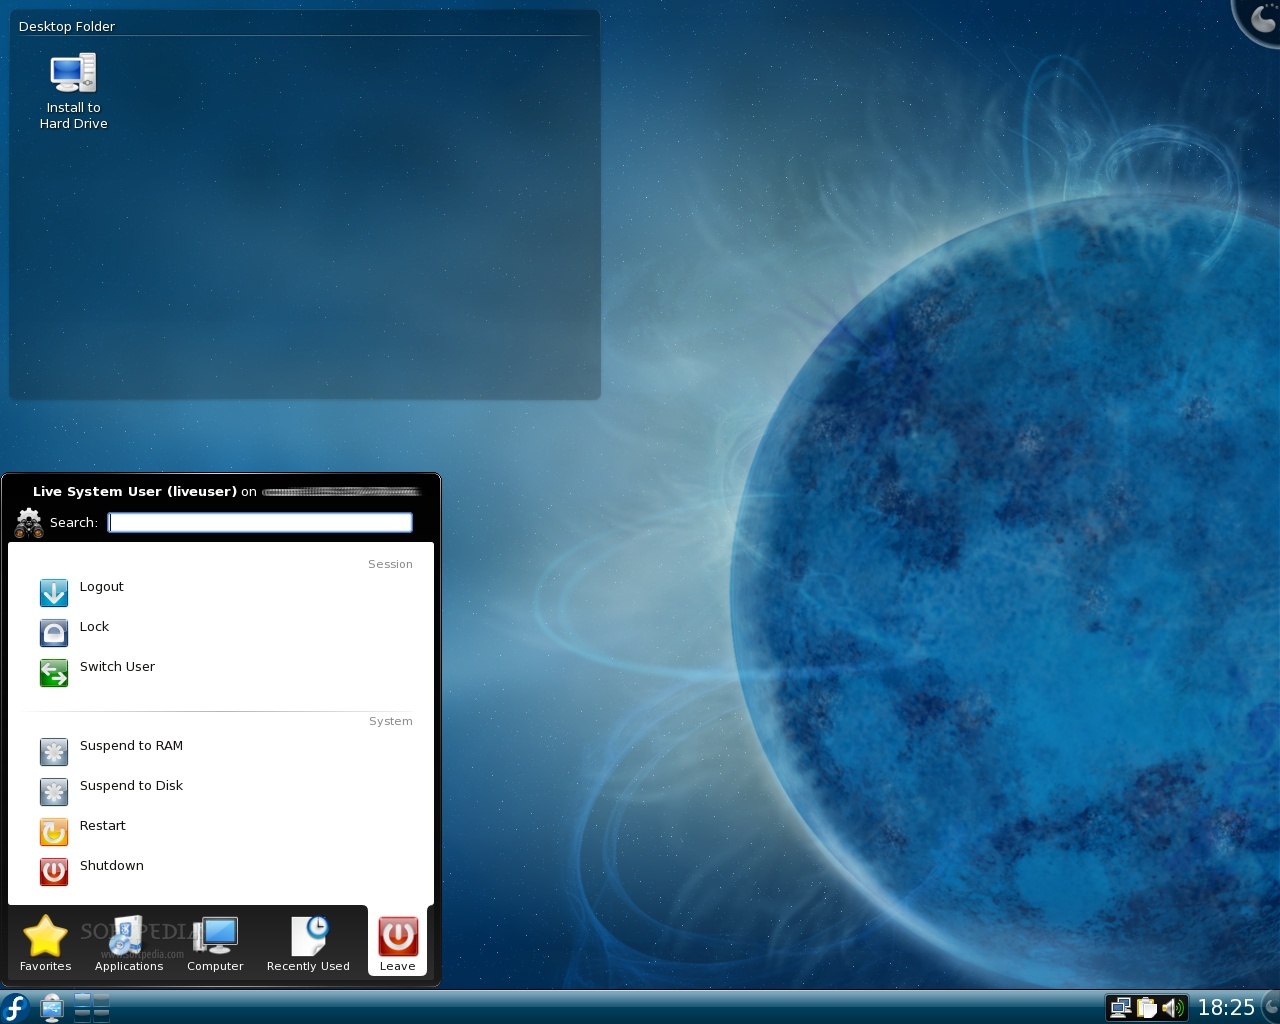 Desktop Folder
Install to
Hard Drive
Live System User (liveuser) on
Search:
Session
Logout
Lock
Switch User
System
Suspend to RAM
Suspend to Disk
Restart
Shutdown
SOFTPEDIA
www.softpedia.com
Favorites Applications Computer Recently Used Leave
18:25